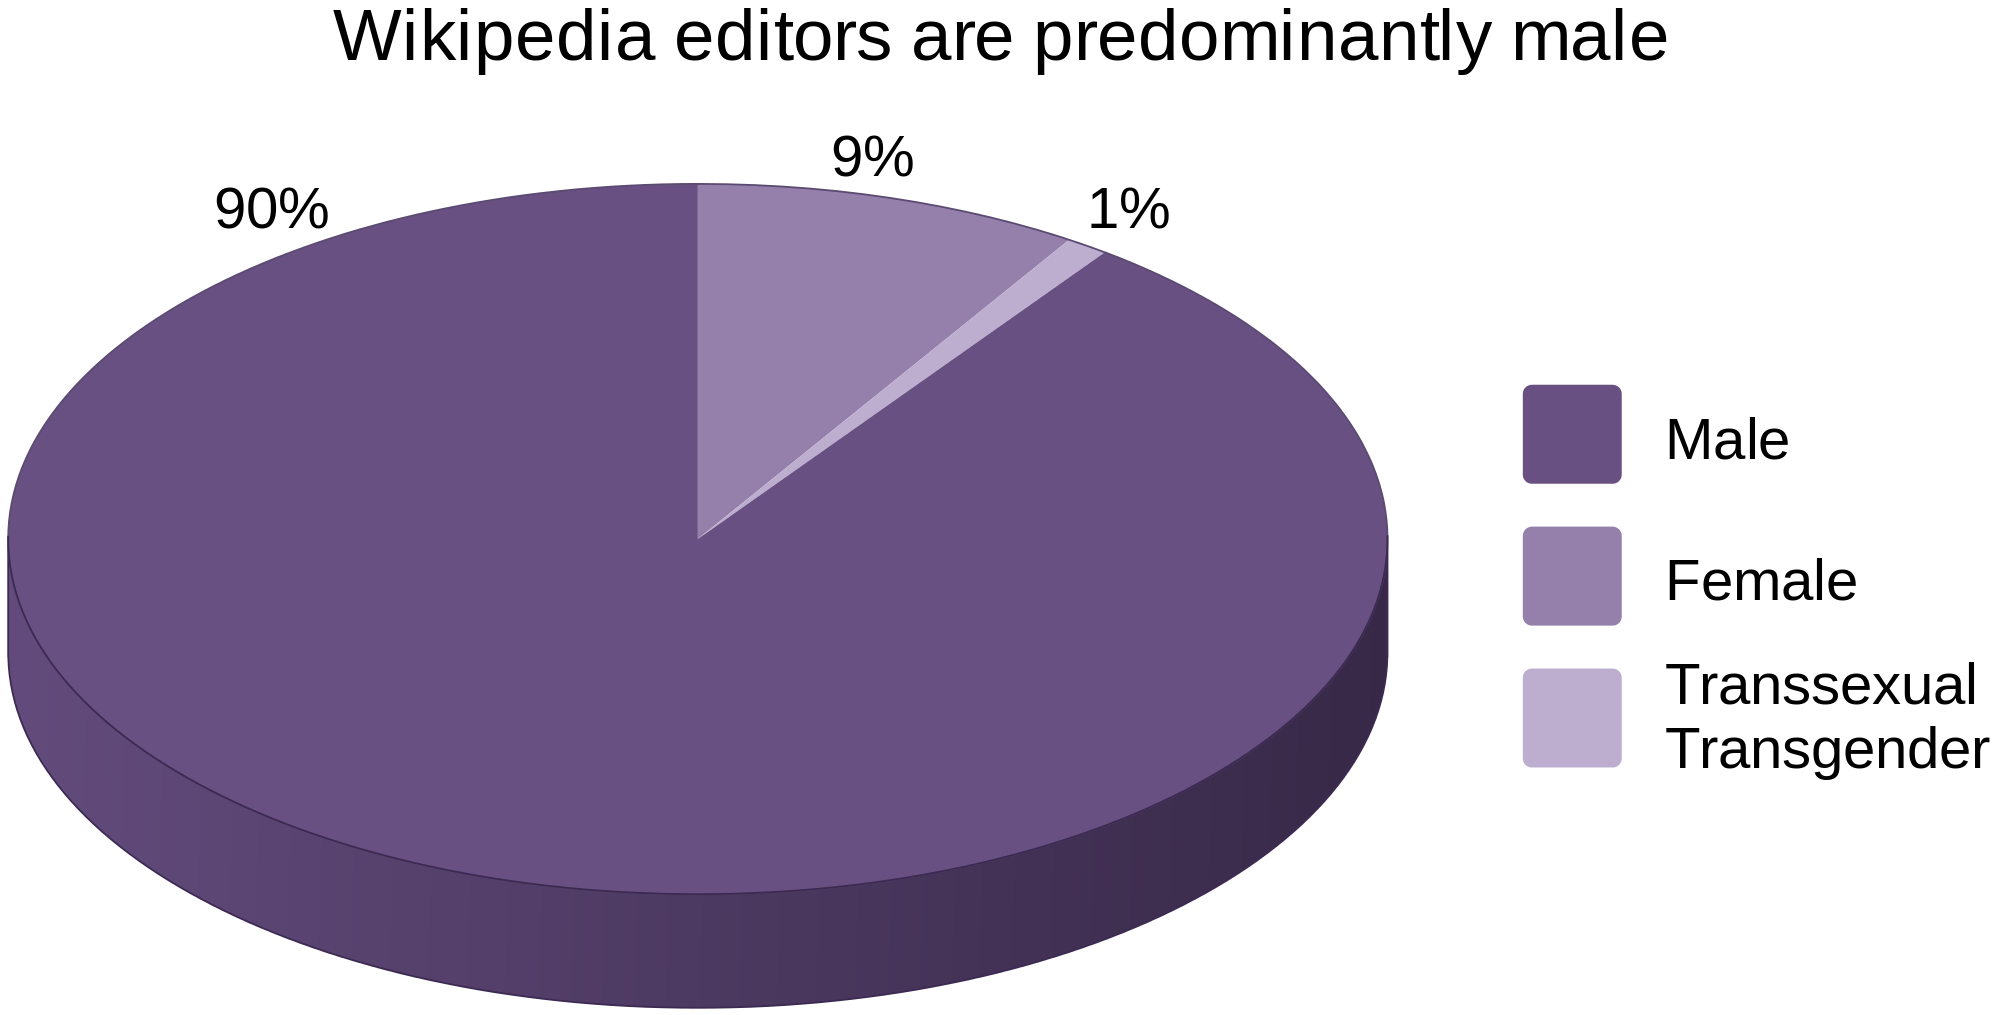 Wikipedia editors are predominantly male
9%
90%
1%
Male
Female
Transsexual
Transgender